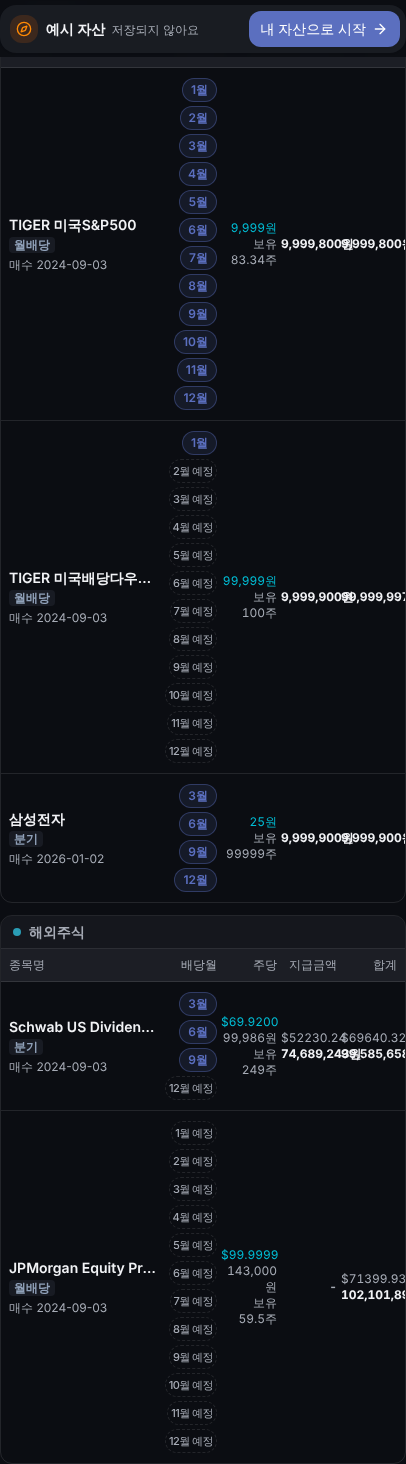 예시 자산 저장되지 않아요
내 자산으로 시작 →
TIGER 미국S&P500
월배당
매수 2024-09-03
1월
2월
3월
4월
5월
6월
7월
8월
9월
10월
11월
12월
9,999원
보유
83.34주
9,999,800원
TIGER 미국배당다우...
월배당
매수 2024-09-03
1월
2월 예정
3월 예정
4월 예정
5월 예정
6월 예정
7월 예정
8월 예정
9월 예정
10월 예정
11월 예정
12월 예정
99,999원
보유
100주
9,999,900원
삼성전자
분기
매수 2026-01-02
3월
6월
9월
12월
25원
보유
99999주
9,999,900원
해외주식
종목명 배당월 주당 지급금액 합계
Schwab US Dividen...
분기
매수 2024-09-03
3월
6월
9월
12월 예정
$69.9200
99,986원
보유
249주
$52230.24
$69640.32
JPMorgan Equity Pr...
월배당
매수 2024-09-03
1월 예정
2월 예정
3월 예정
4월 예정
5월 예정
6월 예정
7월 예정
8월 예정
9월 예정
10월 예정
11월 예정
12월 예정
$99.9999
143,000
원
보유
59.5주
-
$71399.93
102,101,89